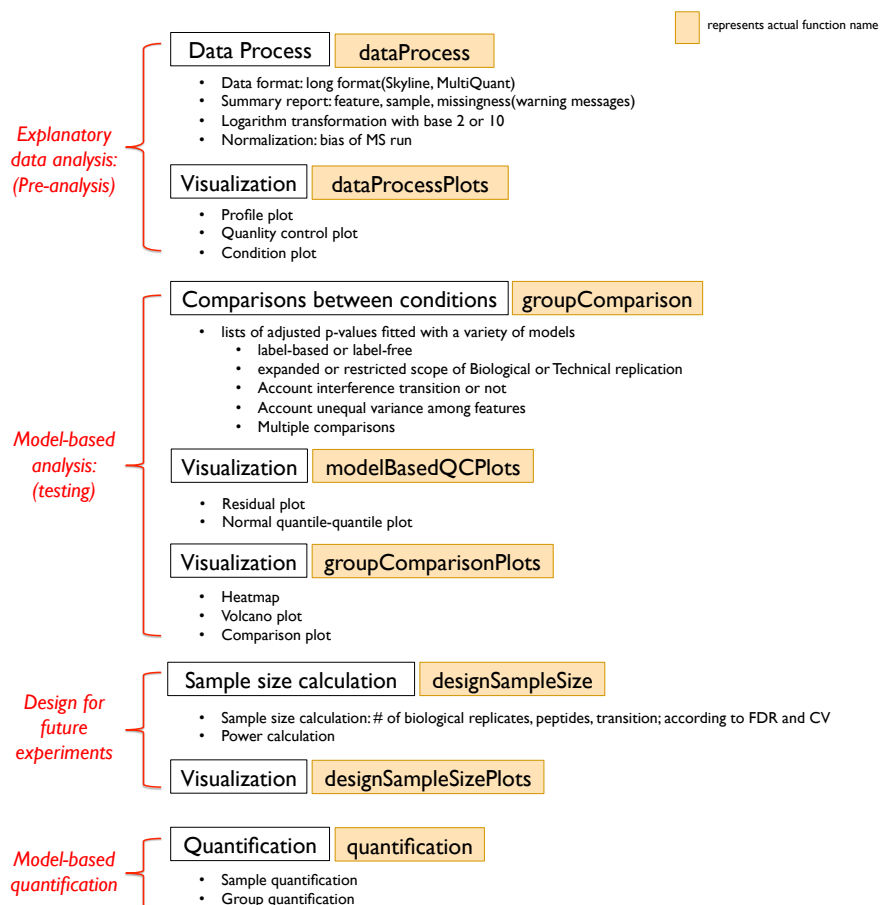 represents actual function name
Data Process dataProcess
• Data format: long format(Skyline, MultiQuant)
• Summary report: feature, sample, missingness(warning messages)
• Logarithm transformation with base 2 or 10
• Normalization: bias of MS run
Explanatory
data analysis:
(Pre-analysis)
Visualization dataProcessPlots
• Profile plot
• Quanlity control plot
• Condition plot
Comparisons between conditions groupComparison
• lists of adjusted p-values fitted with a variety of models
• label-based or label-free
• expanded or restricted scope of Biological or Technical replication
• Account interference transition or not
• Account unequal variance among features
• Multiple comparisons
Model-based
analysis:
(testing)
Visualization modelBasedQCPlots
• Residual plot
• Normal quantile-quantile plot
Visualization groupComparisonPlots
• Heatmap
• Volcano plot
• Comparison plot
Sample size calculation designSampleSize
Design for
future
experiments
• Sample size calculation: # of biological replicates, peptides, transition; according to FDR and CV
• Power calculation
Visualization designSampleSizePlots
Quantification quantification
Model-based
quantification
• Sample quantification
• Group quantification